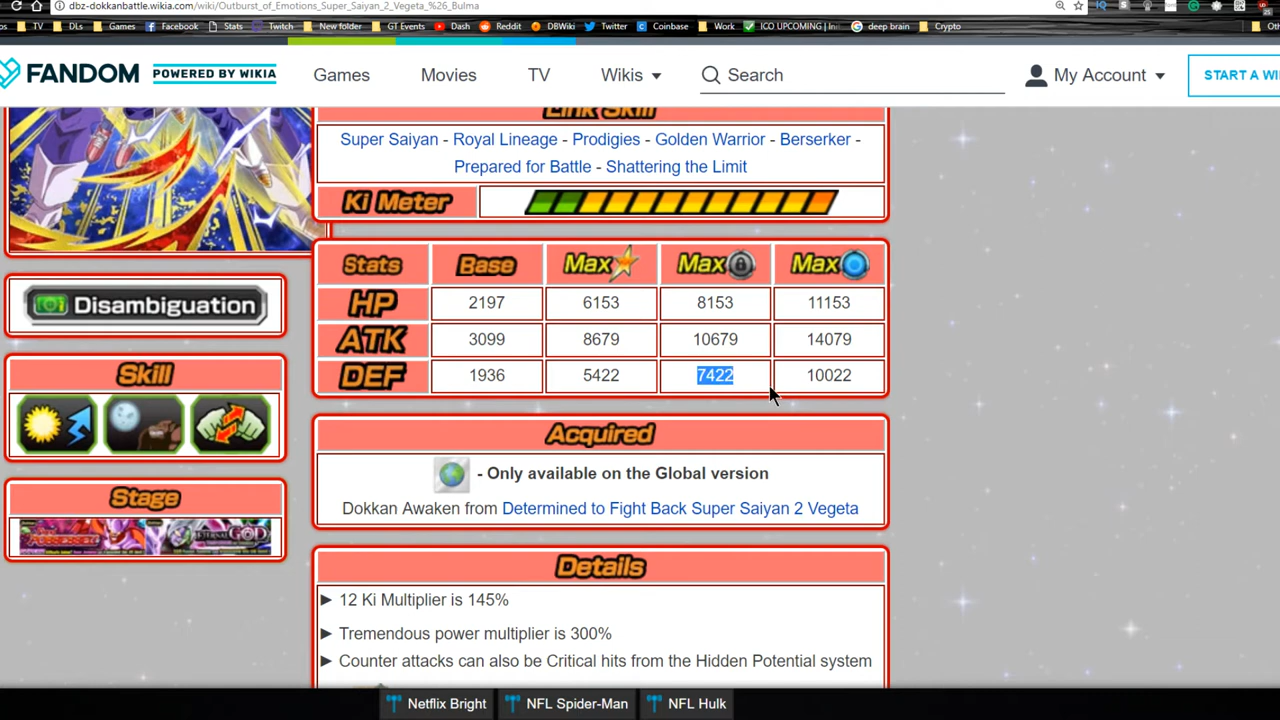 dbz-dokkanbattle.wikia.com/wiki/Outburst_of_Emotions_Super_Saiyan_2_Vegeta_%26_Bulma
TV DLs Games Facebook Stats Twitch New folder GT Events Dash Reddit DBWiki Twitter Coinbase Work ICO UPCOMING | Ne deep brain Crypto
FANDOM POWERED BY WIKIA Games Movies TV Wikis Search My Account START A WI
Link Skill
Super Saiyan - Royal Lineage - Prodigies - Golden Warrior - Berserker -
Prepared for Battle - Shattering the Limit
Ki Meter
Stats Base Max Max Max
HP 2197 6153 8153 11153
ATK 3099 8679 10679 14079
DEF 1936 5422 7422 10022
Disambiguation
Skill
Stage
Acquired
- Only available on the Global version
Dokkan Awaken from Determined to Fight Back Super Saiyan 2 Vegeta
Details
► 12 Ki Multiplier is 145%
► Tremendous power multiplier is 300%
► Counter attacks can also be Critical hits from the Hidden Potential system
Netflix Bright NFL Spider-Man NFL Hulk